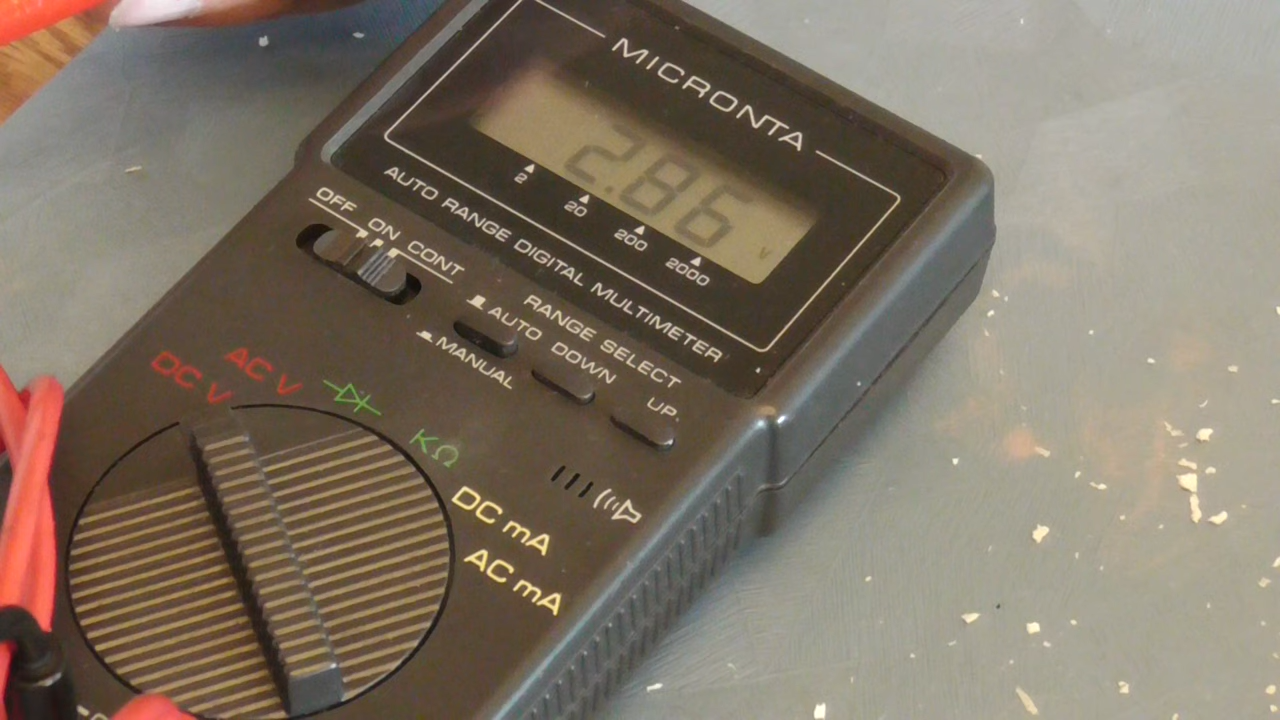 MICRONTA
2.86
V
2 20 200 2000
AUTO RANGE DIGITAL MULTIMETER
OFF ON CONT
RANGE SELECT
AUTO DOWN UP
MANUAL
DC V
AC V
KΩ
DC mA
AC mA